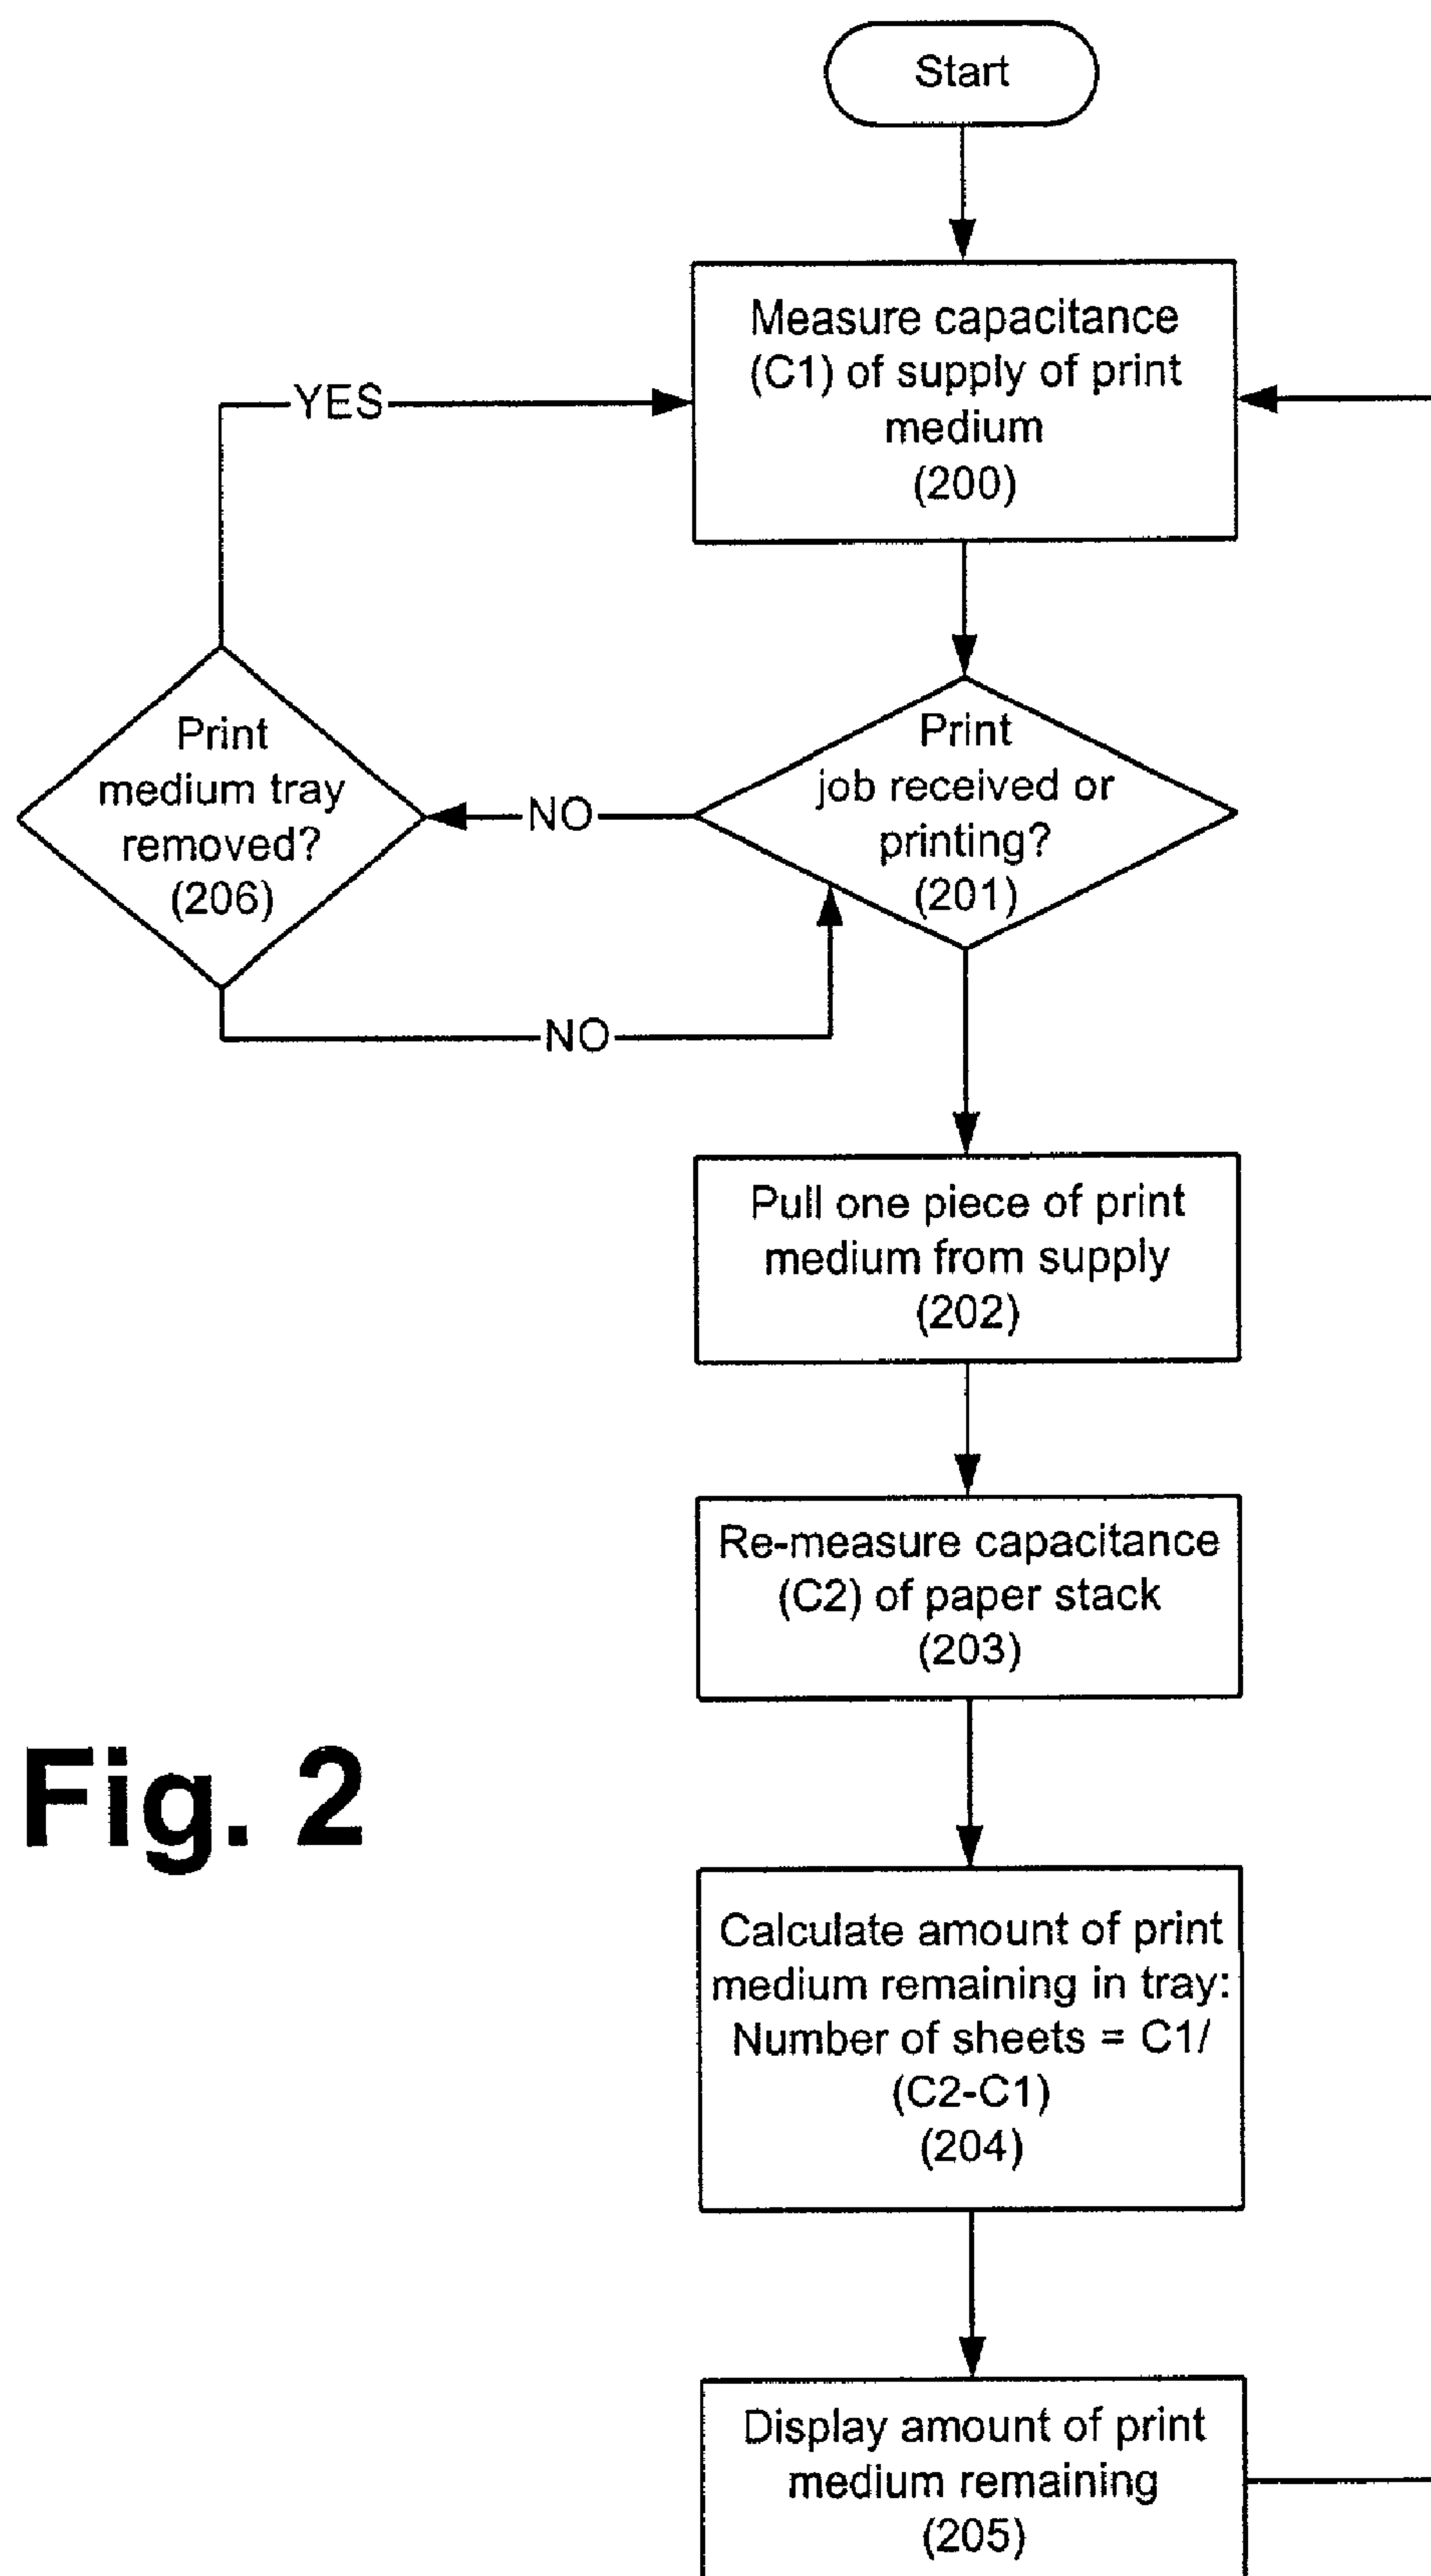 Start
Measure capacitance
(C1) of supply of print
medium
(200)
YES
Print
job received or
printing?
(201)
NO
Print
medium tray
removed?
(206)
NO
Pull one piece of print
medium from supply
(202)
Re-measure capacitance
(C2) of paper stack
(203)
Calculate amount of print
medium remaining in tray:
Number of sheets = C1/
(C2-C1)
(204)
Display amount of print
medium remaining
(205)
Fig. 2